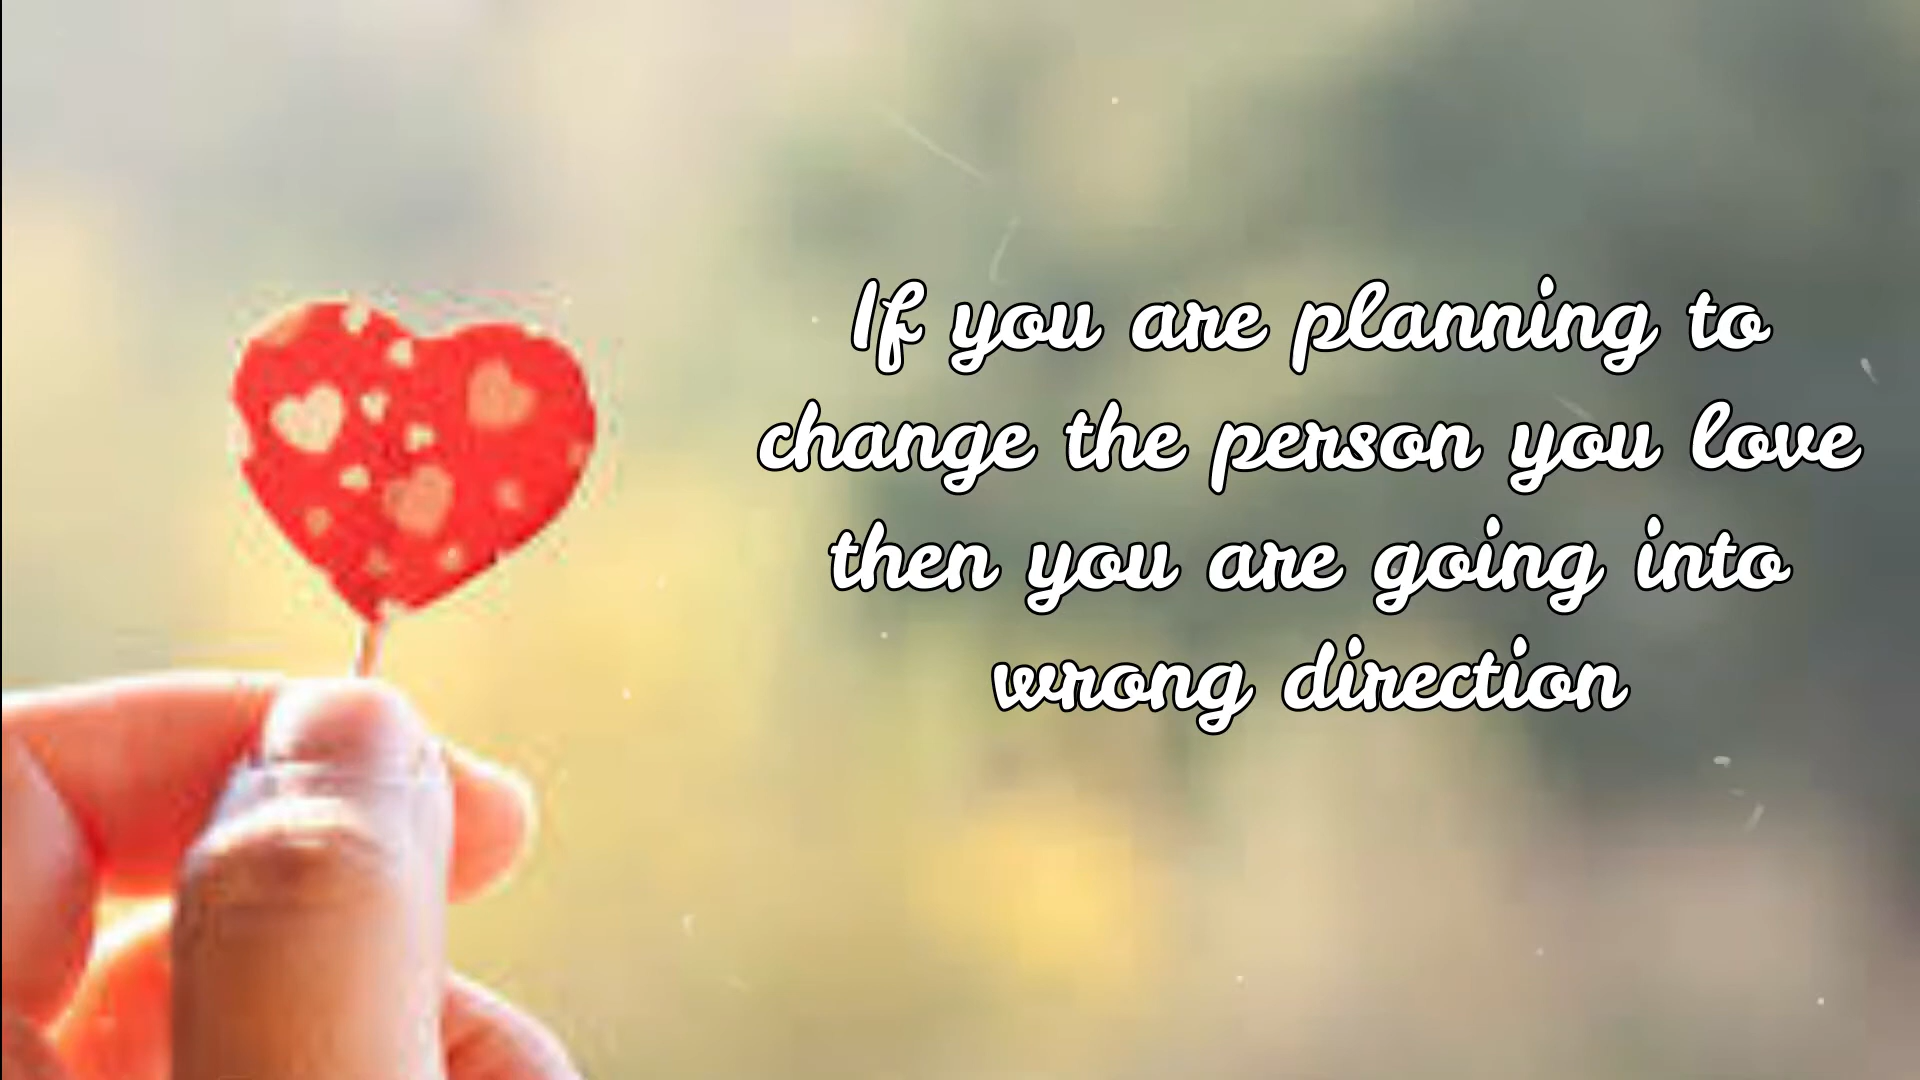 If you are planning to
change the person you love
then you are going into
wrong direction